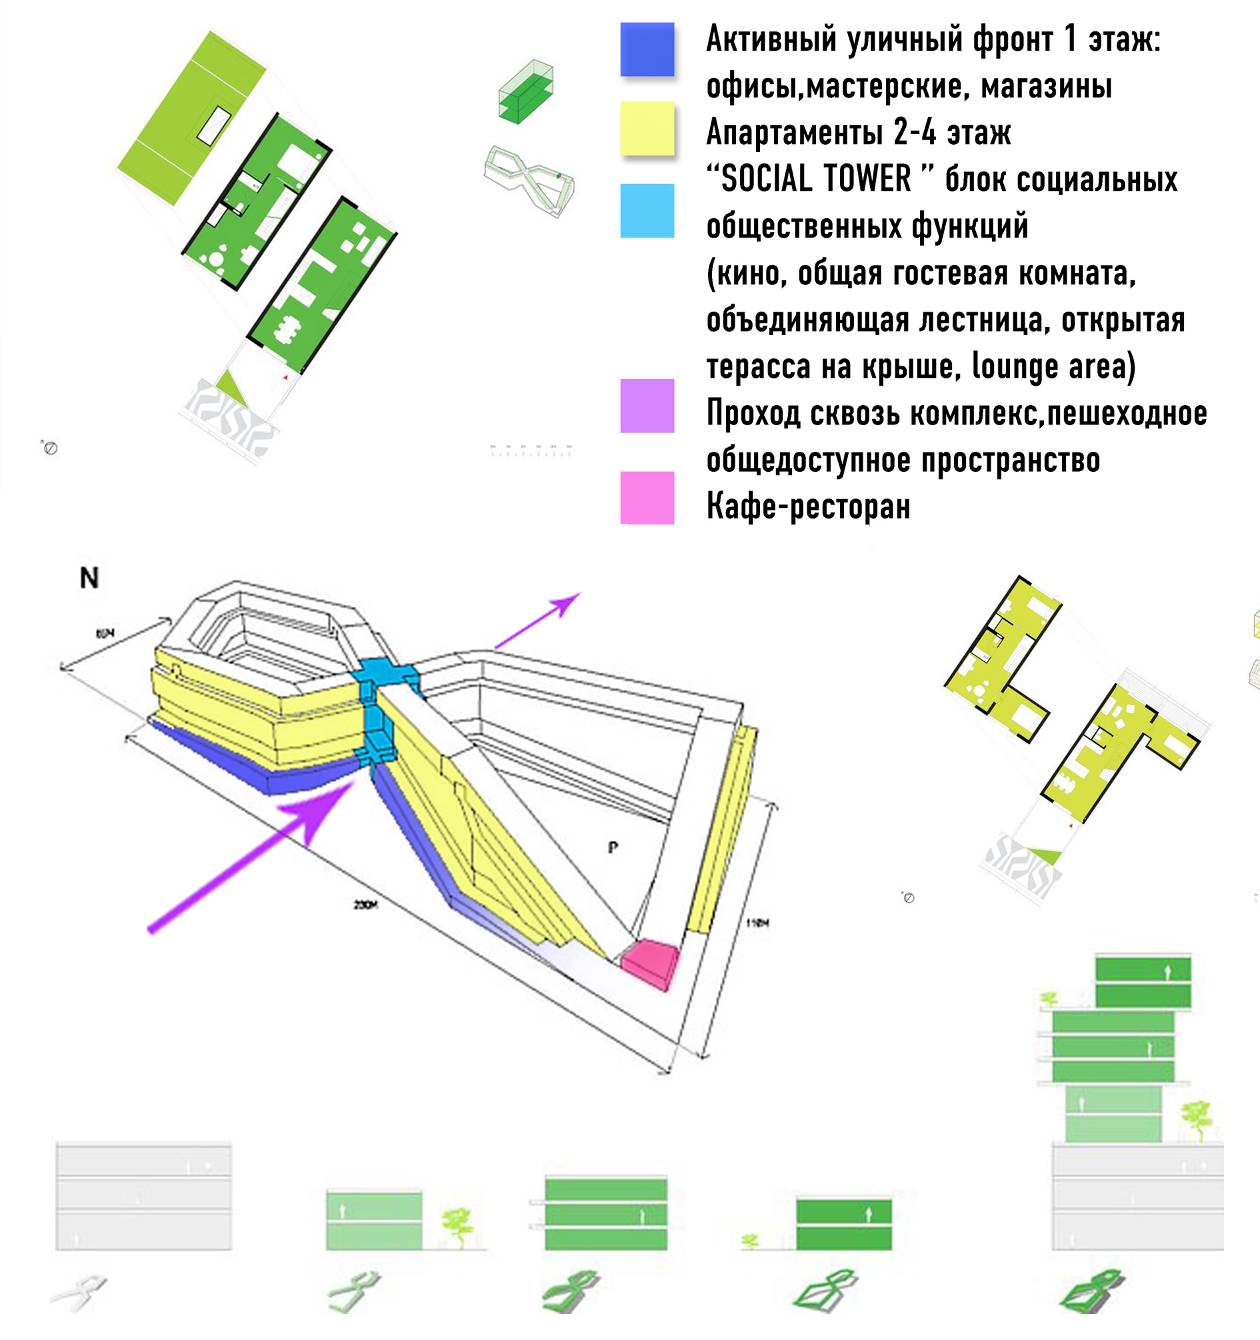 Активный уличный фронт 1 этаж:
офисы,мастерские, магазины
Апартаменты 2-4 этаж
“SOCIAL TOWER ” блок социальных
общественных функций
(кино, общая гостевая комната,
объединяющая лестница, открытая
терасса на крыше, lounge area)
Проход сквозь комплекс,пешеходное
общедоступное пространство
Кафе-ресторан
N
P
110M